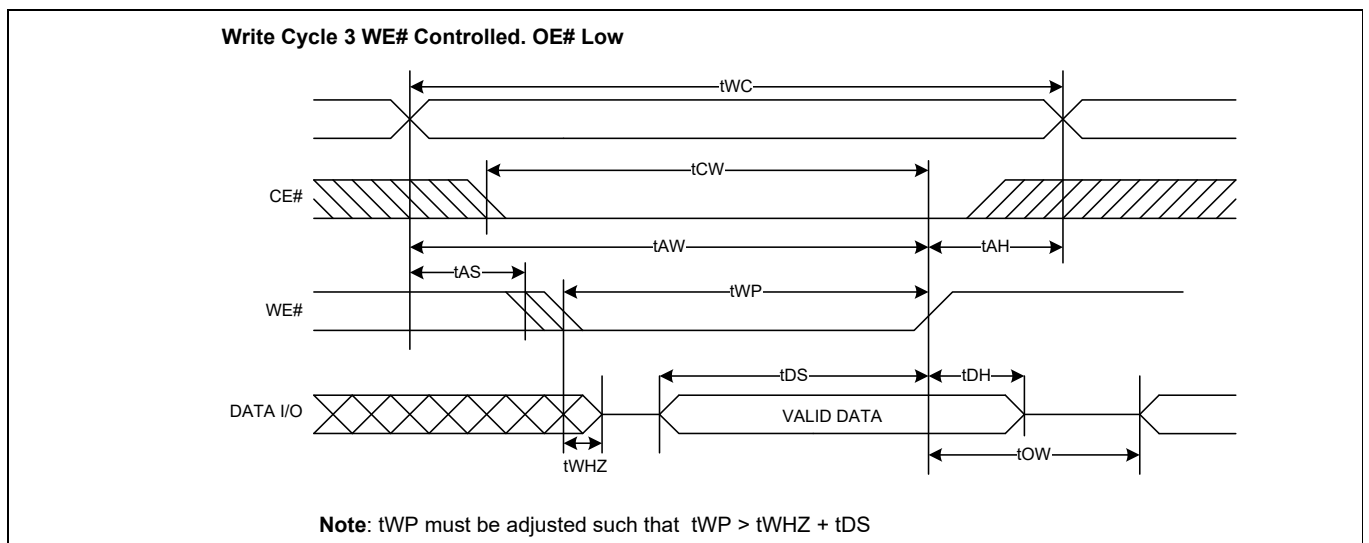 Write Cycle 3 WE# Controlled. OE# Low
tWC
tCW
CE#
tAW
tAH
tAS
tWP
WE#
tDS
tDH
DATA I/O
VALID DATA
tWHZ
tOW
Note: tWP must be adjusted such that tWP > tWHZ + tDS